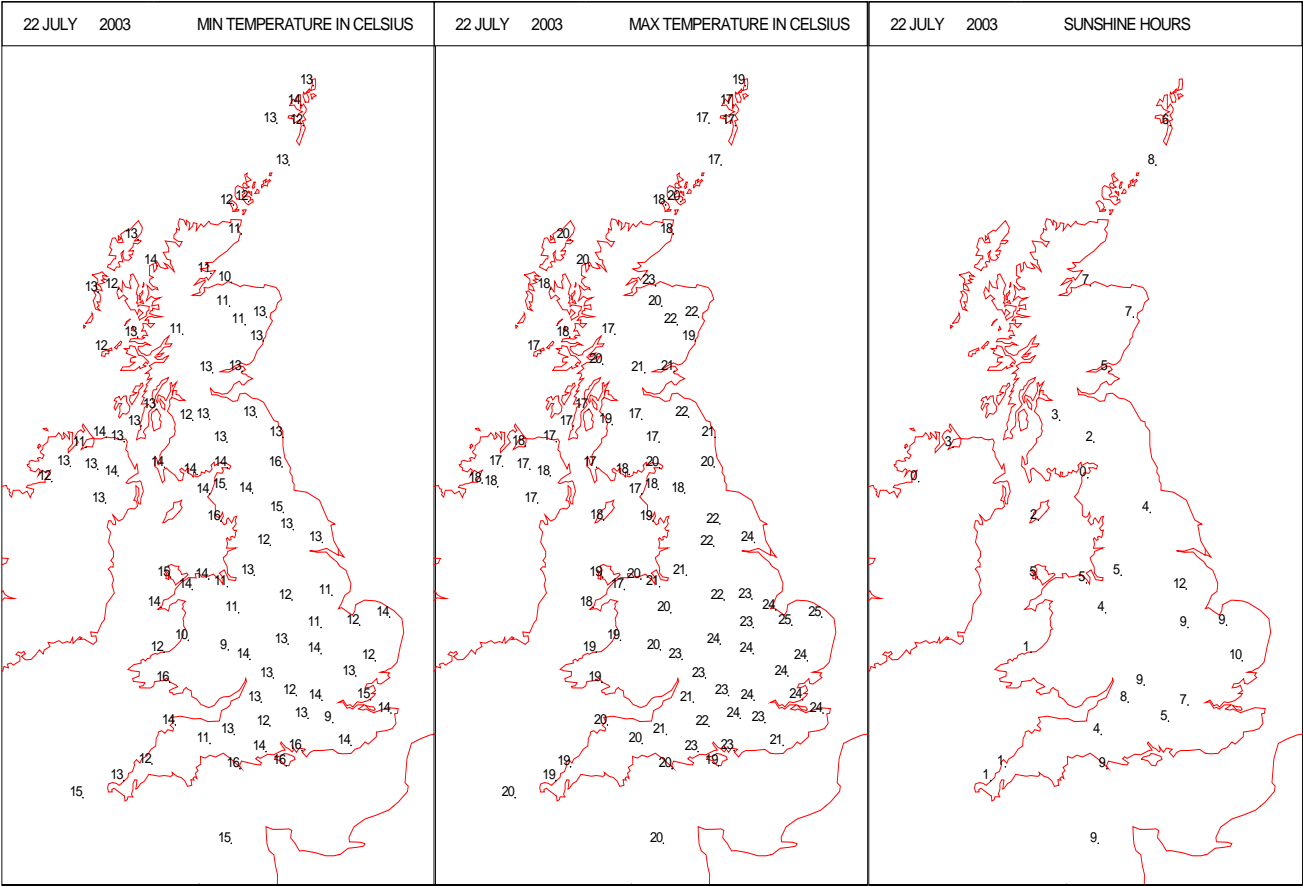 22 JULY 2003 MIN TEMPERATURE IN CELSIUS
13.
14.
13. 12.
13.
12. 12.
11.
13.
14. 11.
10
13. 12.
11. 13.
11.
13. 11. 13.
12.
13. 13.
13. 12. 13. 13.
13.
14. 13. 13. 13.
11
13. 13. 14. 14. 16.
12. 14. 14.
13. 14. 15. 14.
16. 15.
13.
12. 13.
15. 14. 13.
14. 11.
14. 11. 12. 11.
14.
11. 12.
10. 13.
12. 9. 14. 14. 12.
16. 13. 13.
13. 12. 14. 15.
14. 13. 9. 14.
12.
11. 13. 14. 16. 14.
12. 16. 16.
13
15.
15.
22 JULY 2003 MAX TEMPERATURE IN CELSIUS
19.
17.
17. 17.
17.
18. 20.
18.
20.
20.
23.
18. 20.
22. 22.
18. 17. 19.
17.
20. 21. 21.
17 22.
17. 19. 17.
17. 17. 21.
18
17. 17. 17. 20. 20.
18. 18. 18.
18. 17. 18. 18.
17.
18. 19. 22.
22. 24.
19. 20 21.
17. 21.
18. 20. 22. 23.
24. 25.
23. 25.
19. 24. 24.
19. 20. 23. 24.
19. 23. 24.
21. 23. 24. 24.
20. 22. 24. 23. 24.
20. 21. 23. 23. 21.
19. 20. 19.
19
20.
20.
22 JULY 2003 SUNSHINE HOURS
6.
8.
7.
7.
5.
3.
3. 2.
0. 0.
4.
2.
5. 5. 5.
12.
4. 9. 9.
1. 10.
9.
8. 7.
4. 5.
1. 9.
1
9.